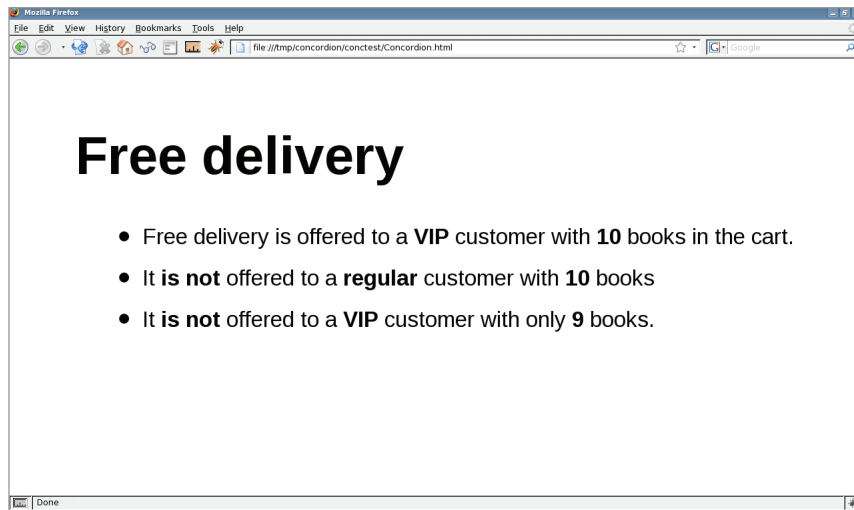 Mozilla Firefox
File Edit View History Bookmarks Tools Help
file:///tmp/concordion/conctest/Concordion.html
G Google
Free delivery
Free delivery is offered to a VIP customer with 10 books in the cart.
It is not offered to a regular customer with 10 books
It is not offered to a VIP customer with only 9 books.
Done